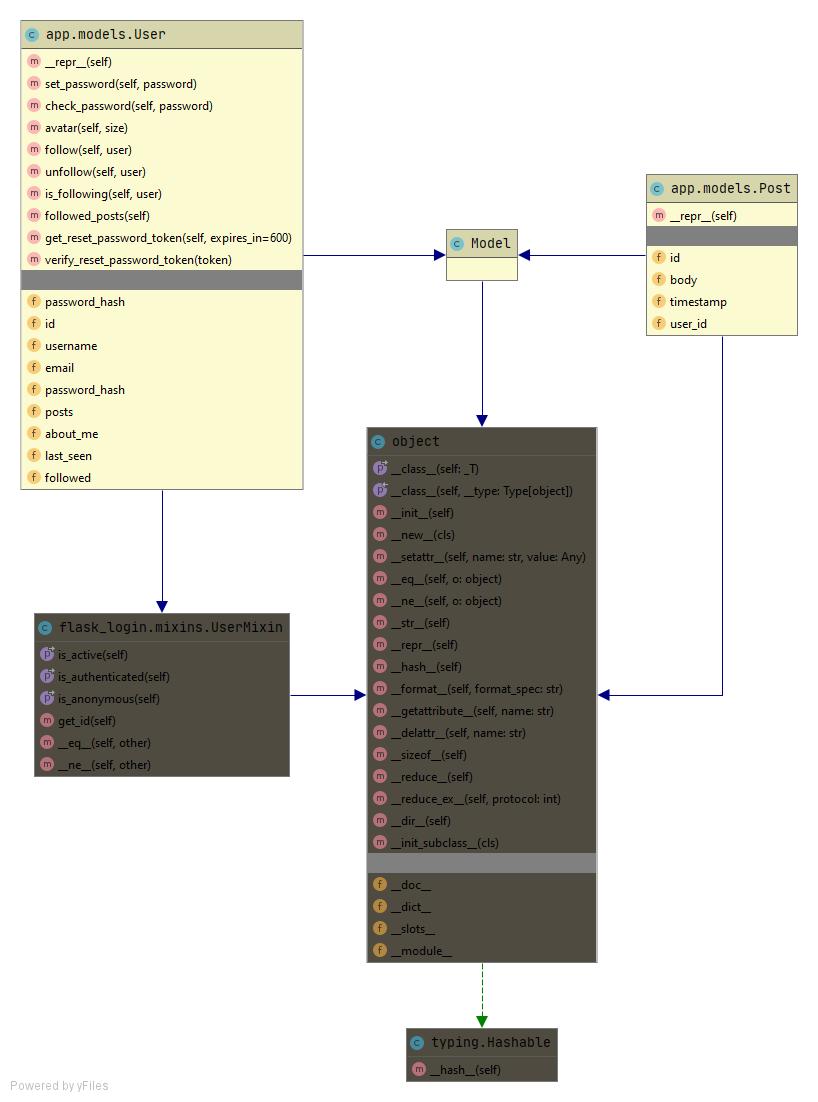 app.models.User
__repr__(self)
set_password(self, password)
check_password(self, password)
avatar(self, size)
follow(self, user)
unfollow(self, user)
is_following(self, user)
followed_posts(self)
get_reset_password_token(self, expires_in=600)
verify_reset_password_token(token)
password_hash
id
username
email
password_hash
posts
about_me
last_seen
followed
Model
app.models.Post
__repr__(self)
id
body
timestamp
user_id
flask_login.mixins.UserMixin
is_active(self)
is_authenticated(self)
is_anonymous(self)
get_id(self)
__eq__(self, other)
__ne__(self, other)
object
__class__(self: _T)
__class__(self, __type: Type[object])
__init__(self)
__new__(cls)
__setattr__(self, name: str, value: Any)
__eq__(self, o: object)
__ne__(self, o: object)
__str__(self)
__repr__(self)
__hash__(self)
__format__(self, format_spec: str)
__getattribute__(self, name: str)
__delattr__(self, name: str)
__sizeof__(self)
__reduce__(self)
__reduce_ex__(self, protocol: int)
__dir__(self)
__init_subclass__(cls)
__doc__
__dict__
__slots__
__module__
typing.Hashable
__hash__(self)
Powered by yFiles